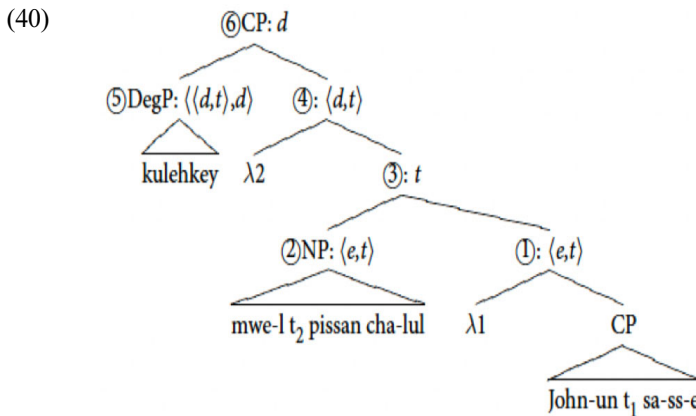 (40)
⑥CP: d
⑤DegP: ⟨⟨d,t⟩,d⟩ ④: ⟨d,t⟩
kulehkey λ2 ③: t
②NP: ⟨e,t⟩ ①: ⟨e,t⟩
mwe-l t₂ pissan cha-lul λ1 CP
John-un t₁ sa-ss-e